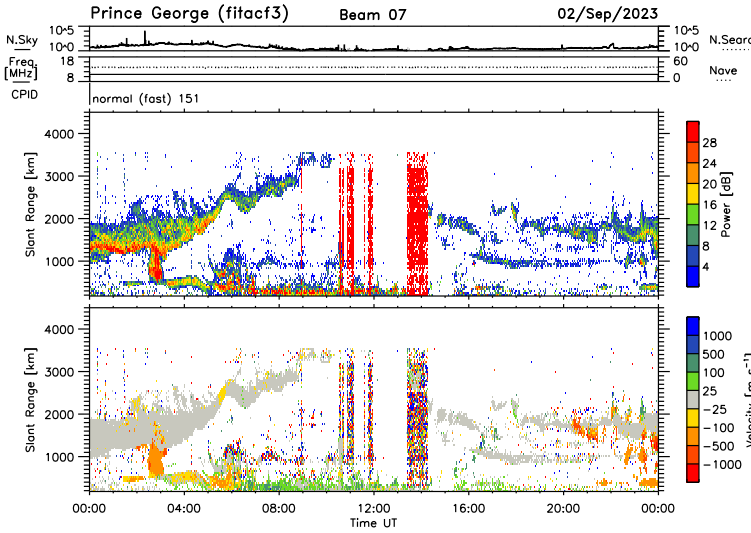 Prince George (fitacf3) Beam 07 02/Sep/2023
N.Sky 10^5 10^0 10^5 10^0 N.Sear
Freq. [MHz] 18 8 60 0 Nave
CPID normal (fast) 151
Slant Range [km] 4000 3000 2000 1000
Power [dB] 28 24 20 16 12 8 4
Slant Range [km] 4000 3000 2000 1000
Velocity [m s^-1] 1000 500 100 25 -25 -100 -500 -1000
00:00 04:00 08:00 12:00 16:00 20:00 00:00
Time UT